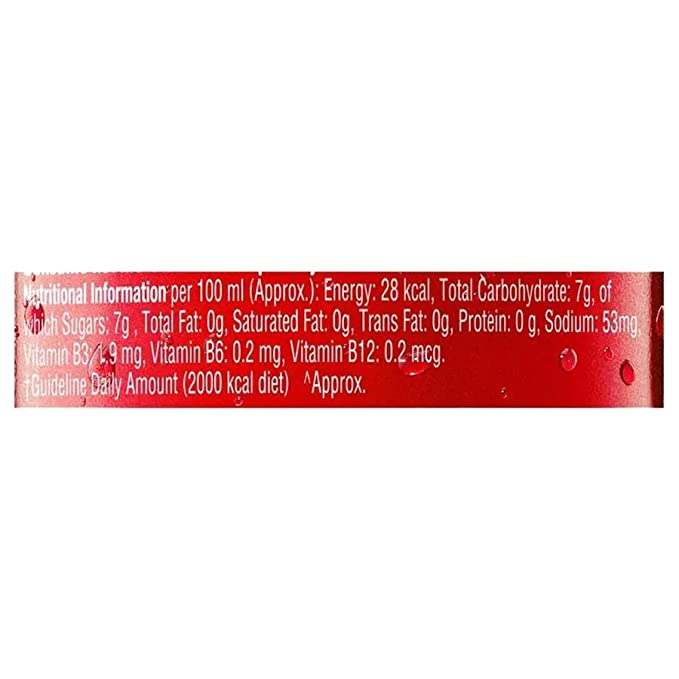 Nutritional Information per 100 ml (Approx.): Energy: 28 kcal, Total Carbohydrate: 7g, of
which Sugars: 7g , Total Fat: 0g, Saturated Fat: 0g, Trans Fat: 0g, Protein: 0 g, Sodium: 53mg,
Vitamin B3: mg, Vitamin B6: 0.2 mg, Vitamin B12: 0.2 mcg.
†Guideline Daily Amount (2000 kcal diet) ^Approx.